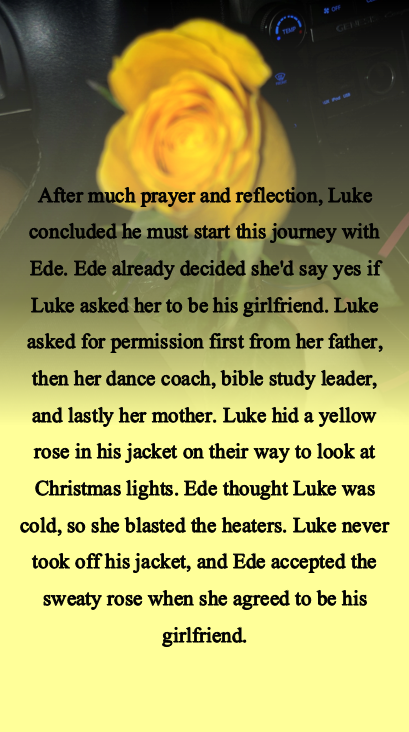 TEMP
OFF
After much prayer and reflection, Luke
concluded he must start this journey with
Ede. Ede already decided she'd say yes if
Luke asked her to be his girlfriend. Luke
asked for permission first from her father,
then her dance coach, bible study leader,
and lastly her mother. Luke hid a yellow
rose in his jacket on their way to look at
Christmas lights. Ede thought Luke was
cold, so she blasted the heaters. Luke never
took off his jacket, and Ede accepted the
sweaty rose when she agreed to be his
girlfriend.